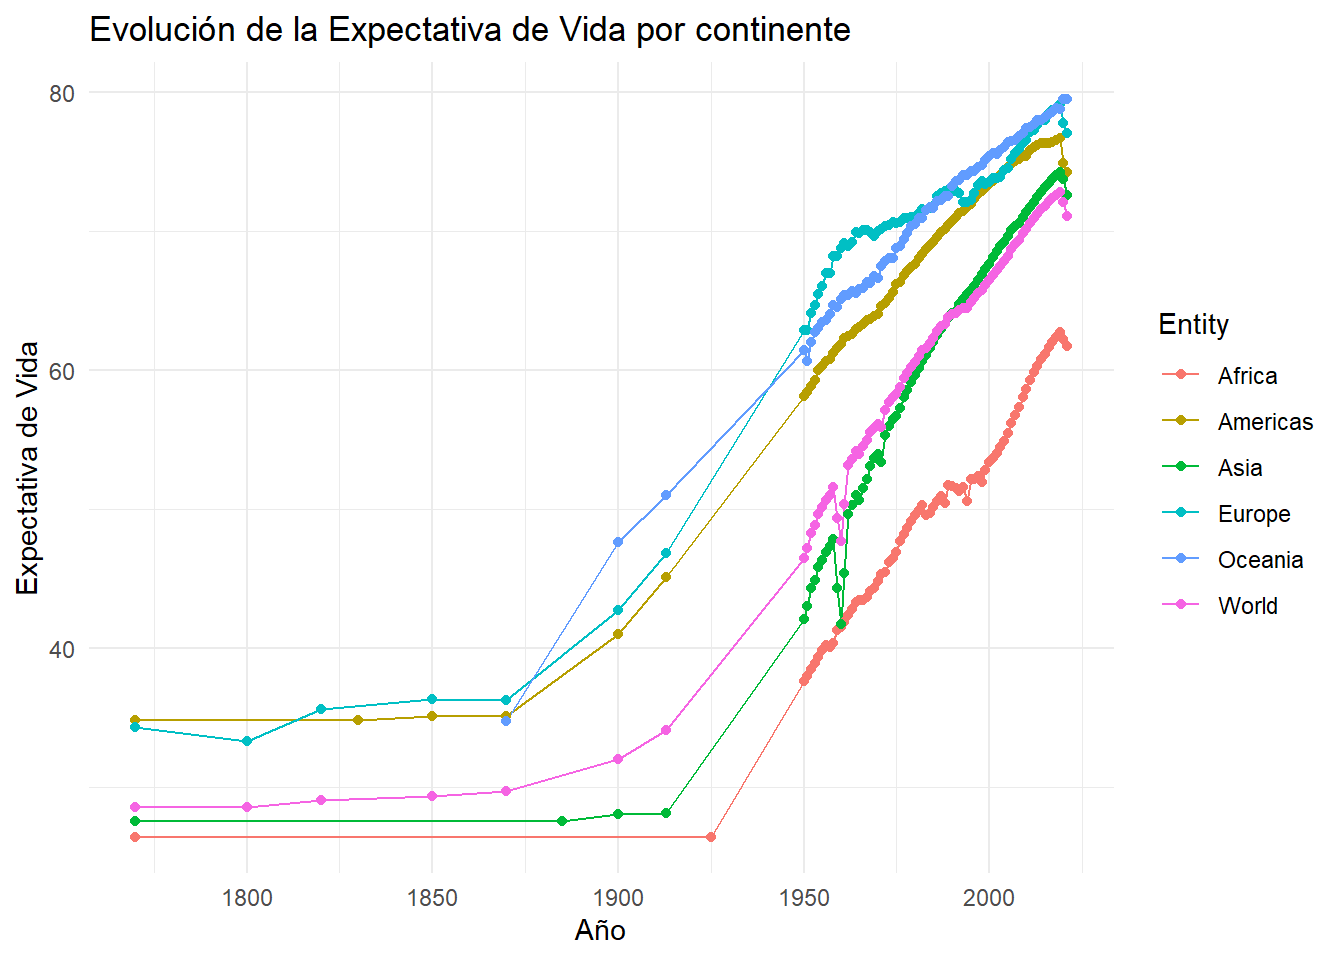 Evolución de la Expectativa de Vida por continente
80
60
40
Expectativa de Vida
1800
1850
1900
1950
2000
Año
Entity
Africa
Americas
Asia
Europe
Oceania
World